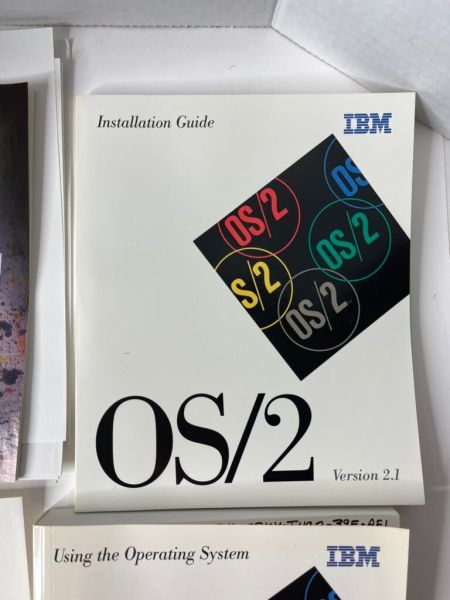 Installation Guide
IBM
OS/2
OS
OS/2
S/2
OS/2
OS/2
Version 2.1
Using the Operating System
IBM